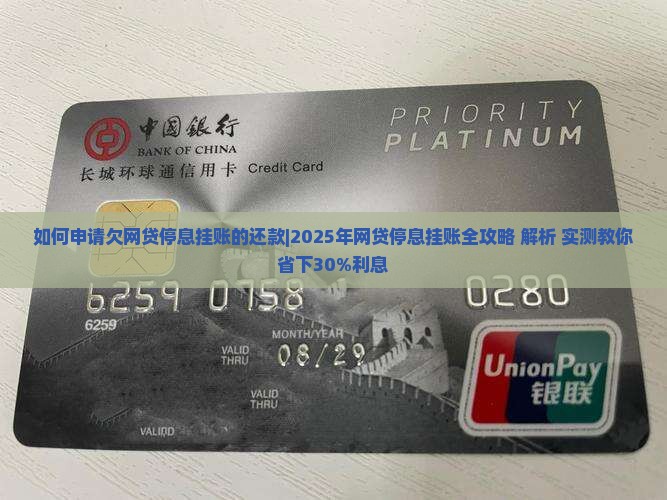 PRIORITY
PLATINUM
中国银行
BANK OF CHINA
长城环球通信用卡 Credit Card
如何申请欠网贷停息挂账的还款|2025年网贷停息挂账全攻略 解析 实测教你
省下30%利息
6259 0758 0280
6259
MONTH/YEAR
VALID
THRU
08/29
VALID
THRU
VALID D
UnionPay
银联